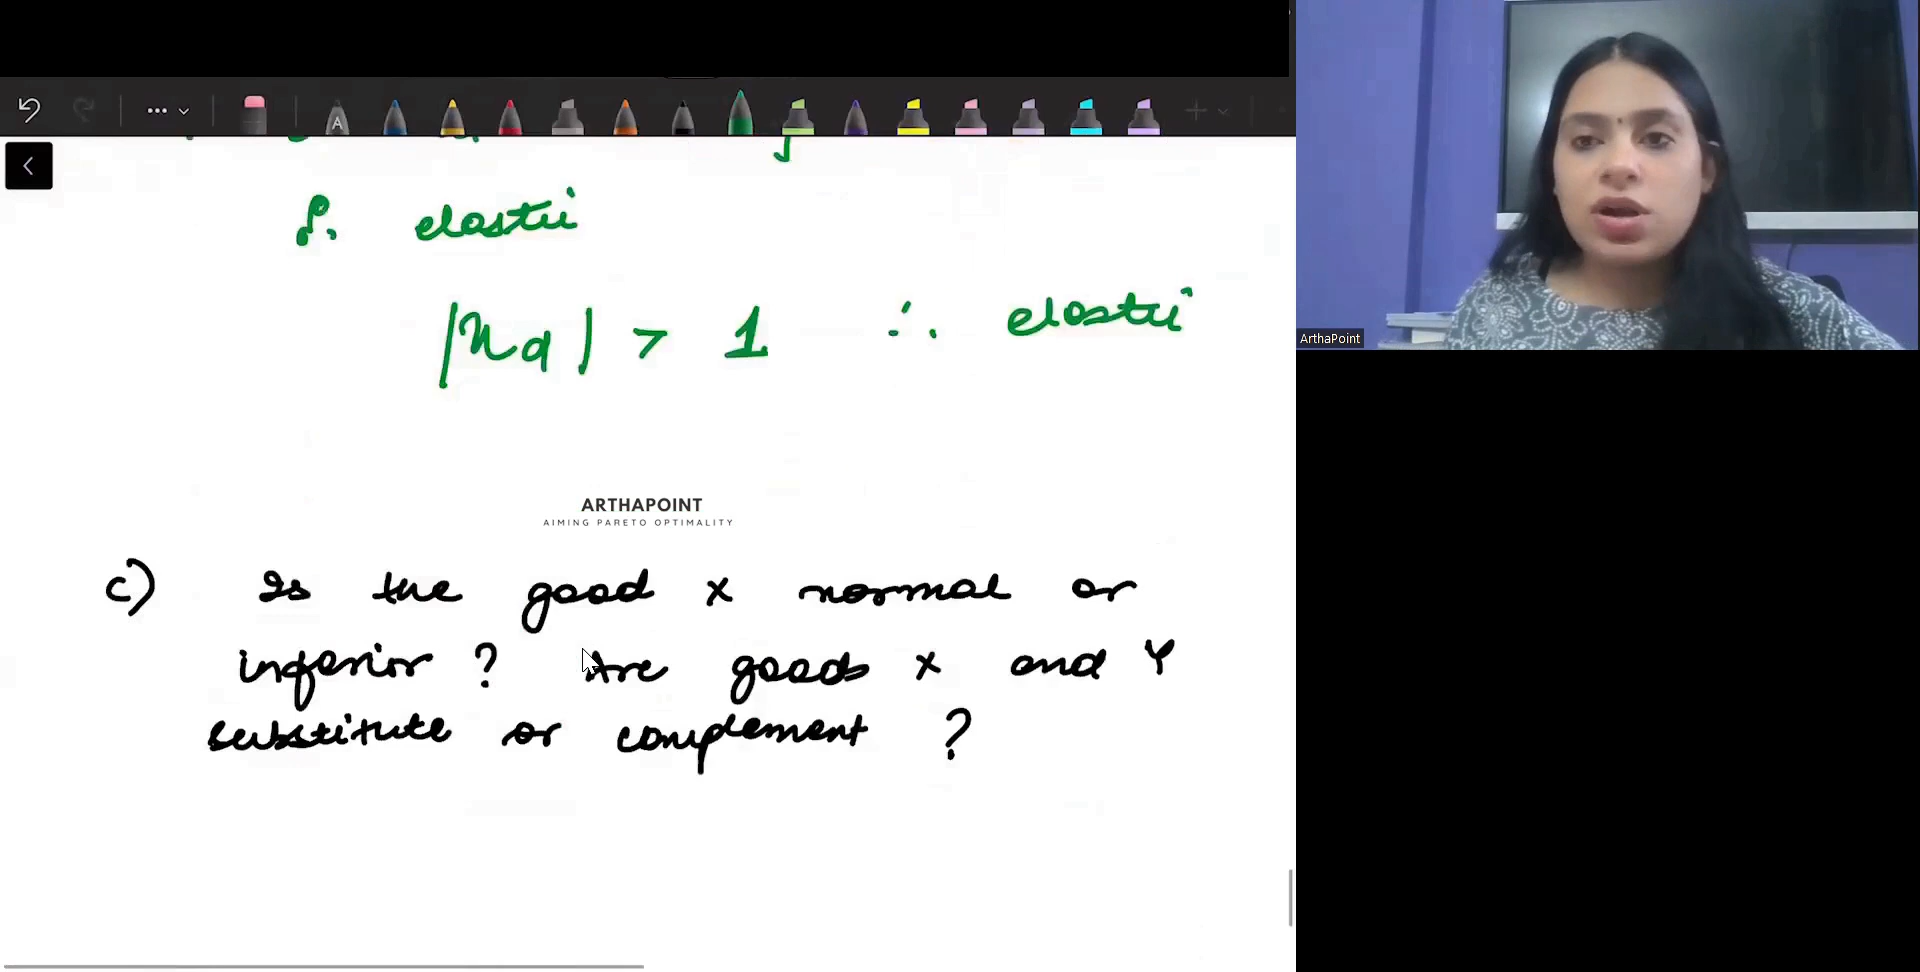 elastic
|nd| > 1 ∴ elastic
ArthaPoint
ARTHAPOINT
AIMING PARETO OPTIMALITY
c) Is the good x normal or
inferior ? Are goods x and Y
substitute or complement ?